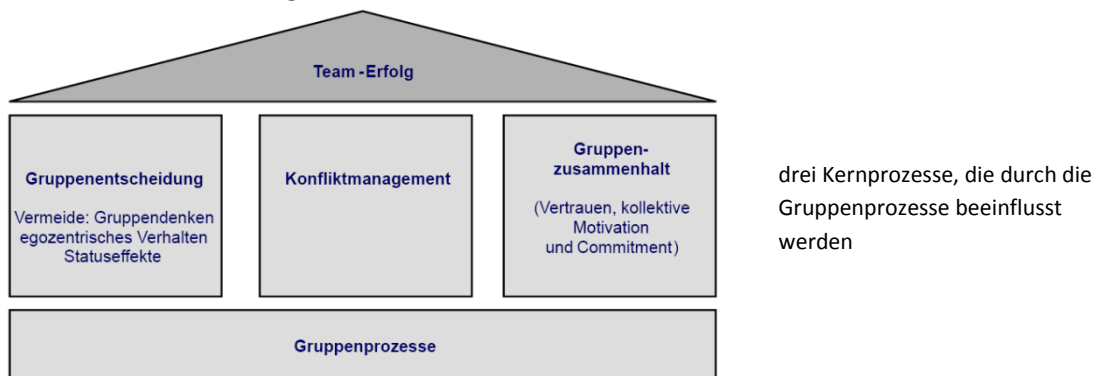 Team -Erfolg
Gruppenentscheidung
Vermeide: Gruppendenken
egozentrisches Verhalten
Statuseffekte
Konfliktmanagement
Gruppen-
zusammenhalt
(Vertrauen, kollektive
Motivation
und Commitment)
drei Kernprozesse, die durch die
Gruppenprozesse beeinflusst
werden
Gruppenprozesse